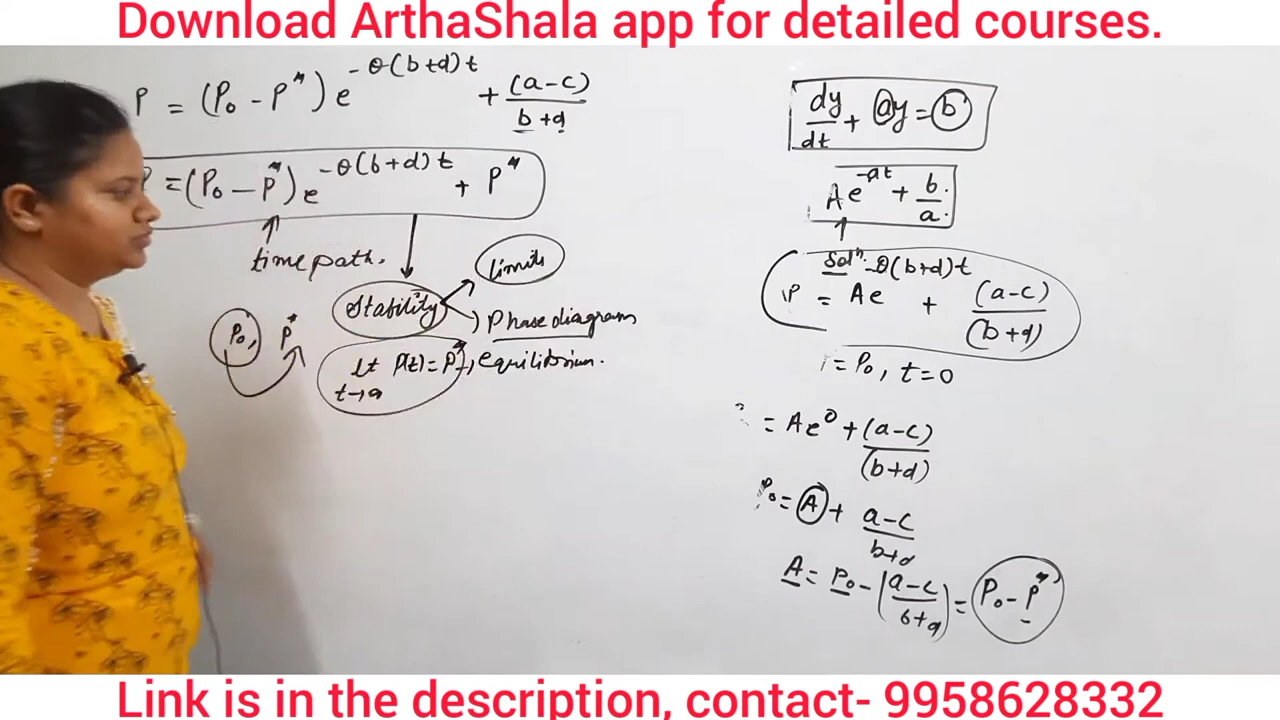 Download ArthaShala app for detailed courses.
P = (P₀ - P*) e^{-θ(b+d)t} + (a-c)/(b+d)
P = (P₀ - P*) e^{-θ(b+d)t} + P*
time path.
Stability
limits
Phase diagram
P₀, P*
lt t→α P(t) = P* → equilibrium.
dy/dt + ay = b
Ae^{-at} + b/a
Solⁿ.
P = Ae^{-θ(b+d)t} + (a-c)/(b+d)
= P₀, t=0
= Ae⁰ + (a-c)/(b+d)
P₀ = A + a-c/b+d
A = P₀ - (a-c/b+d) = P₀ - P*
Link is in the description, contact- 9958628332